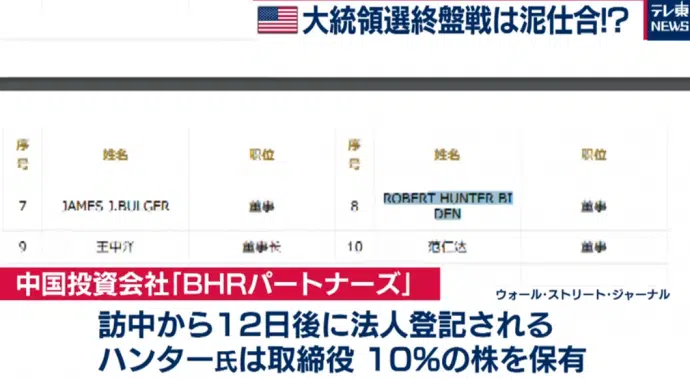 大統領選終盤戦は泥仕合!?
テレ東
NEWS
序号 姓名 职位 序号 姓名 职位
7 JAMES J.BULGER 董事 8 ROBERT HUNTER BI
DEN 董事
9 王中洋 董事长 10 范仁达 董事
中国投資会社「BHRパートナーズ」
ウォール・ストリート・ジャーナル
訪中から12日後に法人登記される
ハンター氏は取締役 10%の株を保有